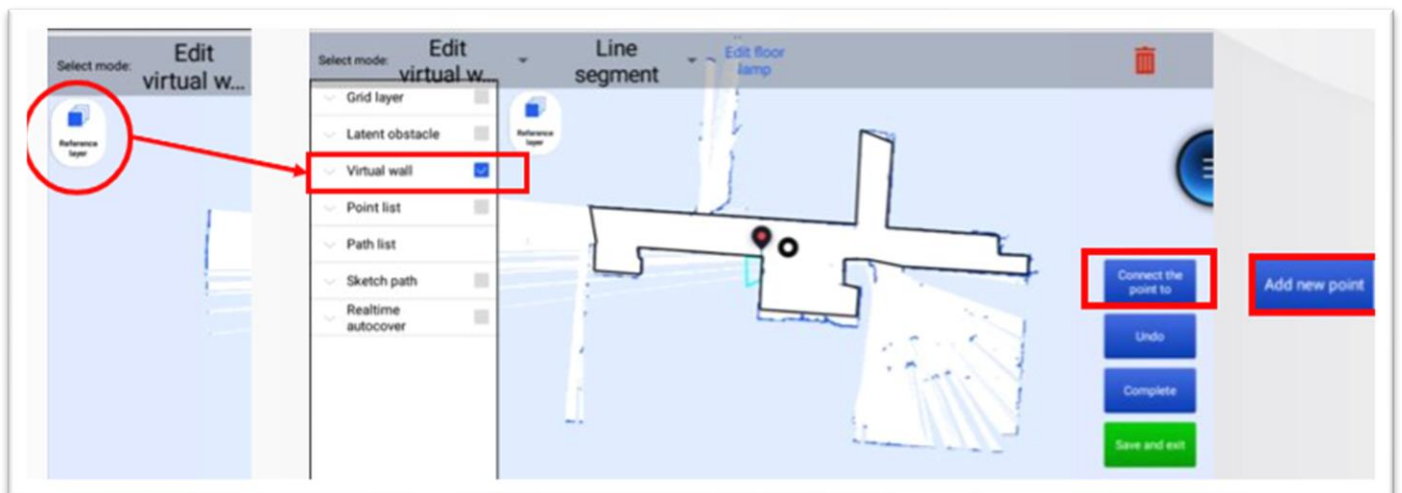 Select mode:
Edit
virtual w...
Reference
layer
Select mode:
Edit
virtual w...
Line
segment
Edit floor
lamp
Grid layer
Latent obstacle
Virtual wall
Point list
Path list
Sketch path
Realtime
autocover
Reference
layer
Connect the
point to
Undo
Complete
Save and exit
Add new point